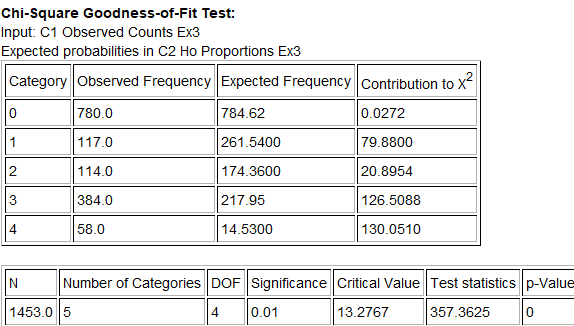 Chi-Square Goodness-of-Fit Test:
Input: C1 Observed Counts Ex3
Expected probabilities in C2 Ho Proportions Ex3
Category Observed Frequency Expected Frequency Contribution to X2
0 780.0 784.62 0.0272
1 117.0 261.5400 79.8800
2 114.0 174.3600 20.8954
3 384.0 217.95 126.5088
4 58.0 14.5300 130.0510
N Number of Categories DOF Significance Critical Value Test statistics p-Value
1453.0 5 4 0.01 13.2767 357.3625 0